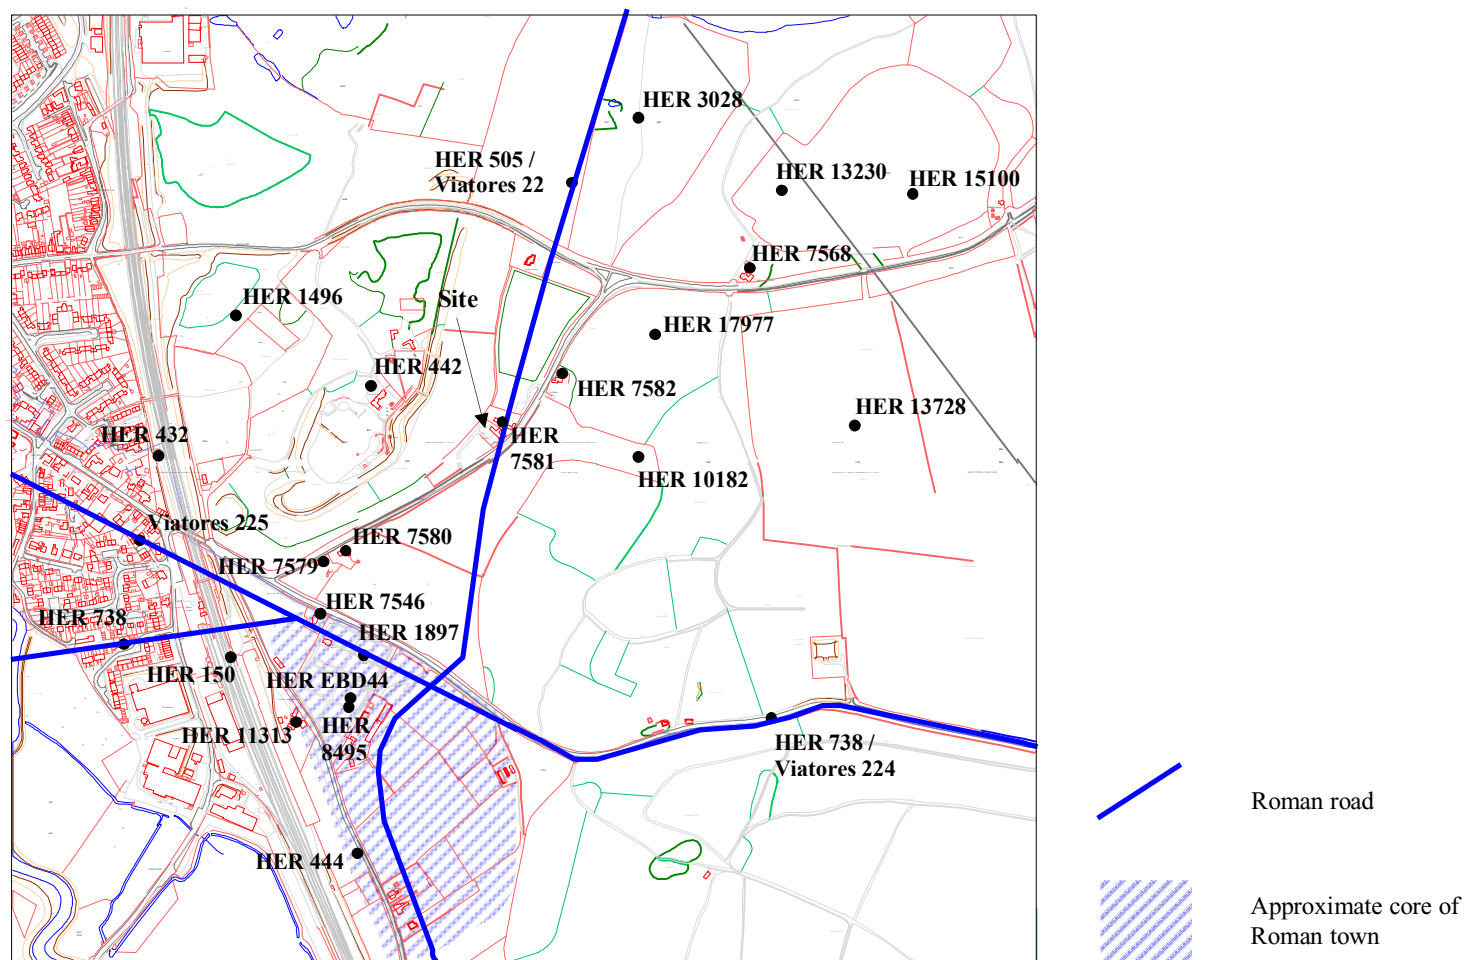 HER 3028
HER 505 /
Viatores 22
HER 13230
HER 15100
HER 7568
HER 1496
Site
HER 17977
HER 442
HER 7582
HER 13728
HER 432
HER
7581
HER 10182
Viatores 225
HER 7580
HER 7579
HER 7546
HER 738
HER 1897
HER 150
HER EBD44
HER 11313
HER
8495
HER 738 /
Viatores 224
HER 444
Roman road
Approximate core of
Roman town